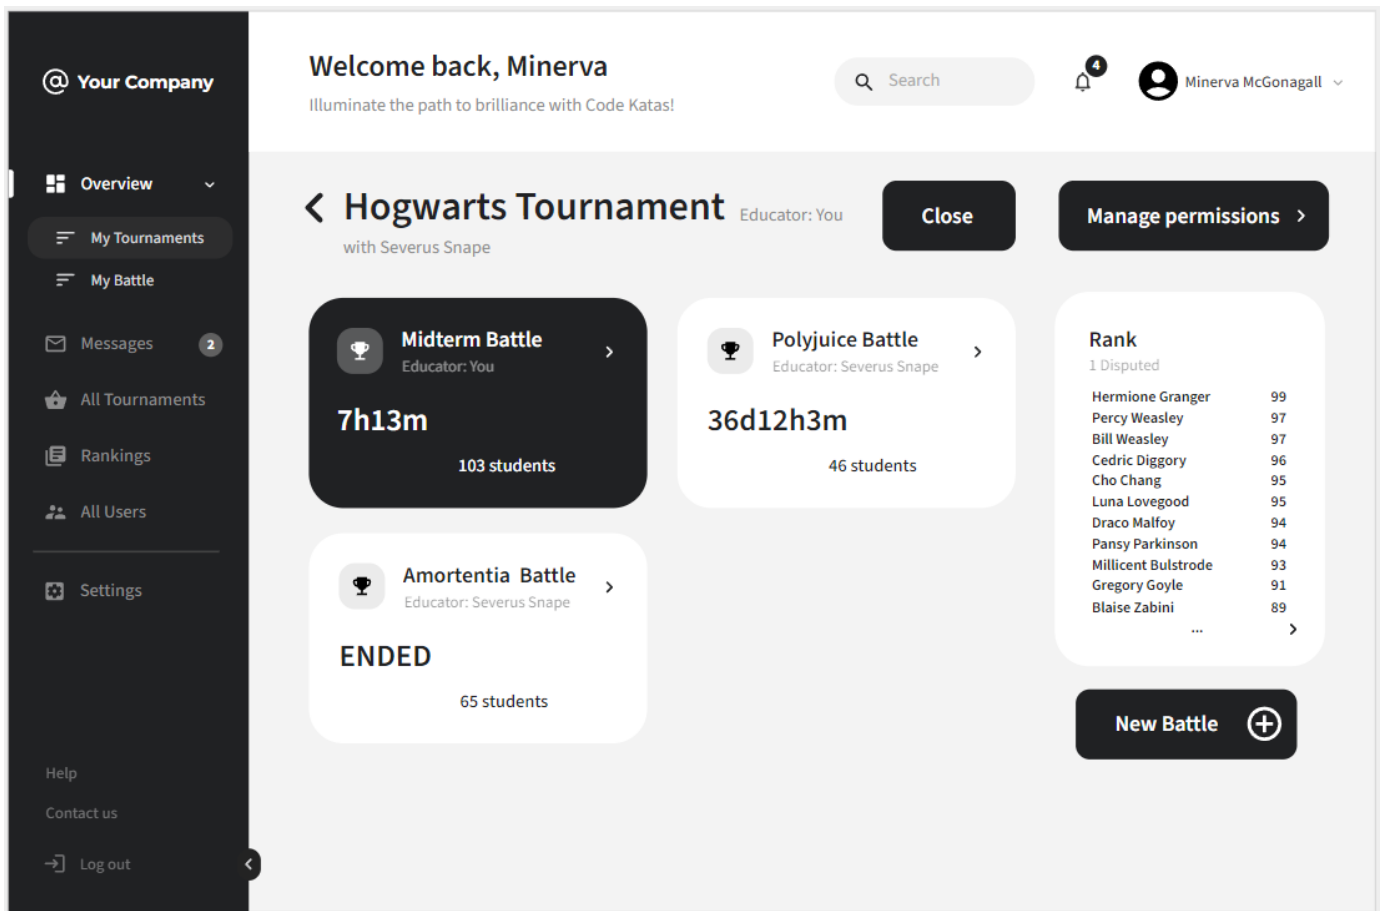 @ Your Company
Overview
My Tournaments
My Battle
Messages 2
All Tournaments
Rankings
All Users
Settings
Help
Contact us
Log out
Welcome back, Minerva
Illuminate the path to brilliance with Code Katas!
Search
4
Minerva McGonagall
Hogwarts Tournament Educator: You
with Severus Snape
Close
Manage permissions
Midterm Battle
Educator: You
7h13m
103 students
Polyjuice Battle
Educator: Severus Snape
36d12h3m
46 students
Amortentia Battle
Educator: Severus Snape
ENDED
65 students
Rank
1 Disputed
Hermione Granger 99
Percy Weasley 97
Bill Weasley 97
Cedric Diggory 96
Cho Chang 95
Luna Lovegood 95
Draco Malfoy 94
Pansy Parkinson 94
Millicent Bulstrode 93
Gregory Goyle 91
Blaise Zabini 89
...
New Battle